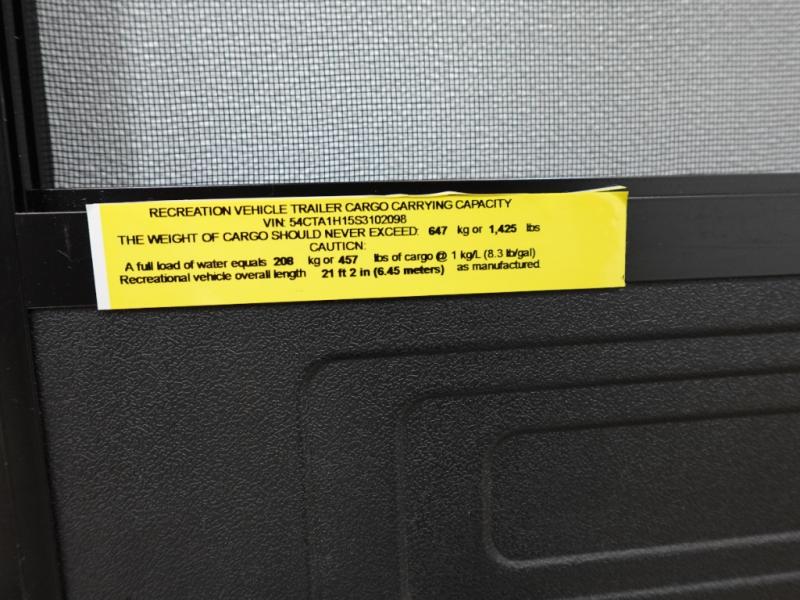 RECREATION VEHICLE TRAILER CARGO CARRYING CAPACITY
VIN: 54CTA1H15S3102098
THE WEIGHT OF CARGO SHOULD NEVER EXCEED: 647 kg or 1,425 lbs
CAUTION:
A full load of water equals 208 kg or 457 lbs of cargo @ 1 kg/L (8.3 lb/gal)
Recreational vehicle overall length 21 ft 2 in (6.45 meters) as manufactured.